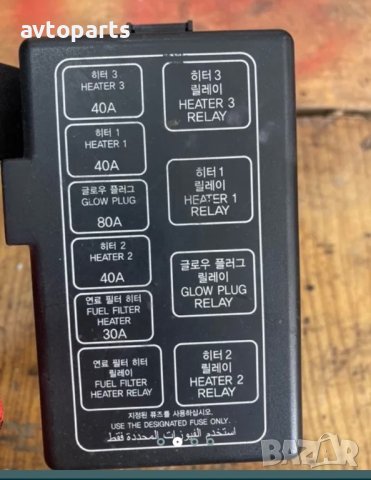 avtoparts
히터 3
HEATER 3
40A
히터 3
릴레이
HEATER 3
RELAY
히터 1
HEATER 1
40A
히터1
릴레이
HEATER 1
RELAY
글로우 플러그
GLOW PLUG
80A
히터 2
HEATER 2
40A
글로우 플러그
릴레이
GLOW PLUG
RELAY
연료 필터 히터
FUEL FILTER
HEATER
30A
연료 필터 히터
릴레이
FUEL FILTER
HEATER RELAY
히터 2
릴레이
HEATER 2
RELAY
지정된 퓨즈를 사용하십시오.
USE THE DESIGNATED FUSE ONLY.
استخدم الفيوزات المحددة فقط
BAZAR